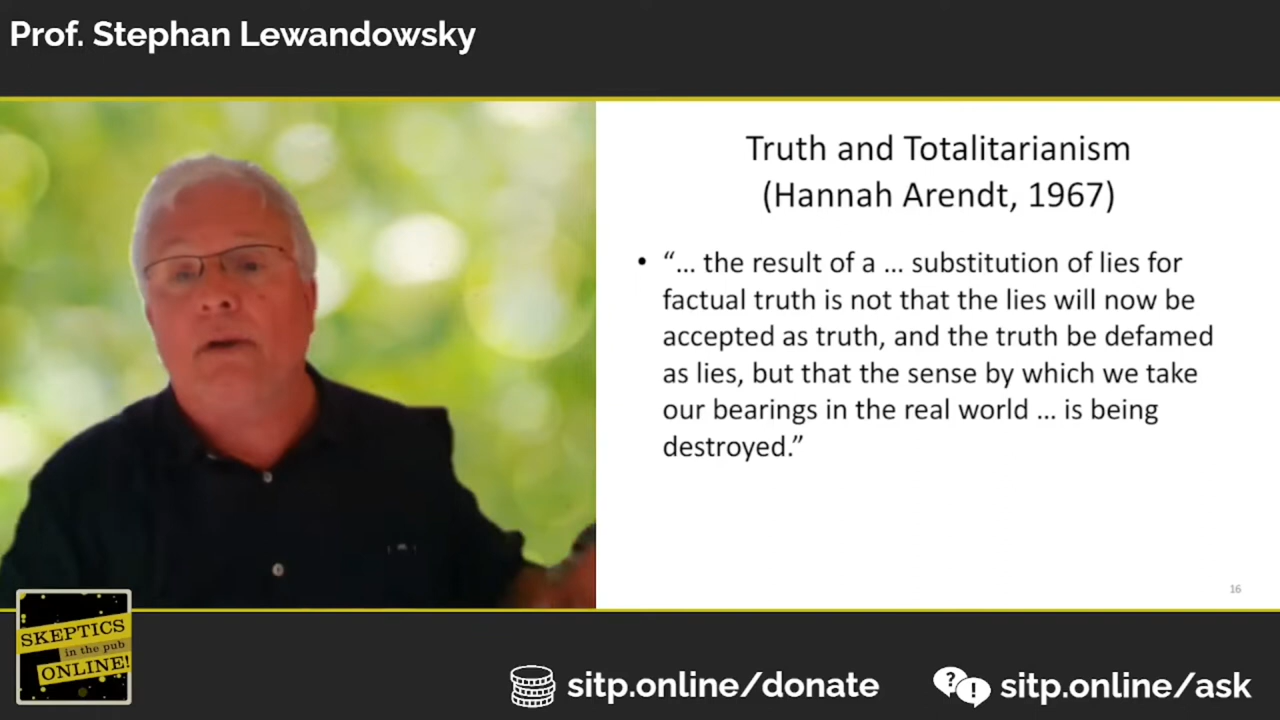 Prof. Stephan Lewandowsky
Truth and Totalitarianism
(Hannah Arendt, 1967)
• “… the result of a … substitution of lies for
factual truth is not that the lies will now be
accepted as truth, and the truth be defamed
as lies, but that the sense by which we take
our bearings in the real world … is being
destroyed.”
16
SKEPTICS
in the pub
ONLINE!
sitp.online/donate
sitp.online/ask